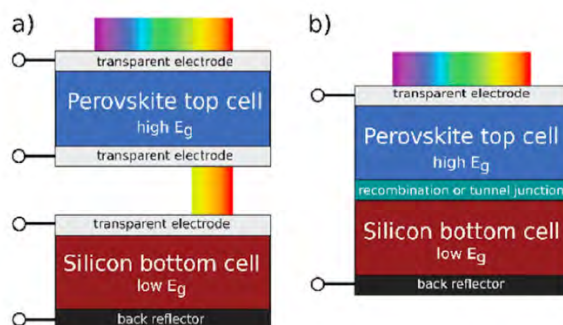 a)
transparent electrode
Perovskite top cell
high Eg
transparent electrode
transparent electrode
Silicon bottom cell
low Eg
back reflector
b)
transparent electrode
Perovskite top cell
high Eg
recombination or tunnel junction
Silicon bottom cell
low Eg
back reflector